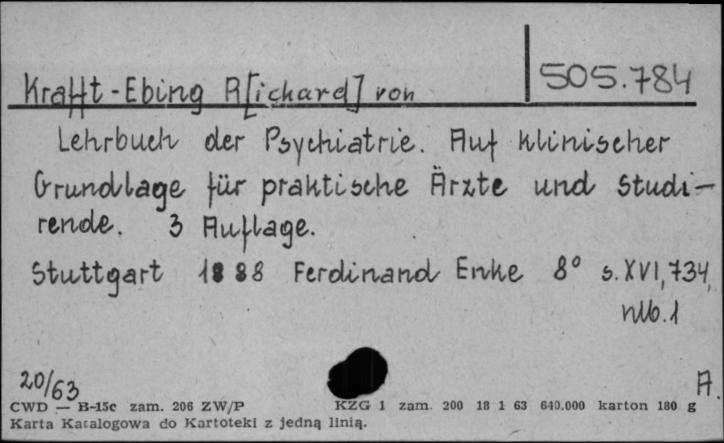 505.784
Krafft-Ebing R[ichard] von
Lehrbuch der Psychiatrie. Auf klinischer
Grundlage für praktische Ärzte und Studi-
rende. 3 Auflage.
Stuttgart 1888 Ferdinand Enke 8° s. XVI, 734,
nlb. 1
20/63
A.
CWD — B-15c zam. 206 ZW/P KZG 1 zam. 200 18 1 63 640.000 karton 180 g
Karta Katalogowa do Kartoteki z jedną linią.